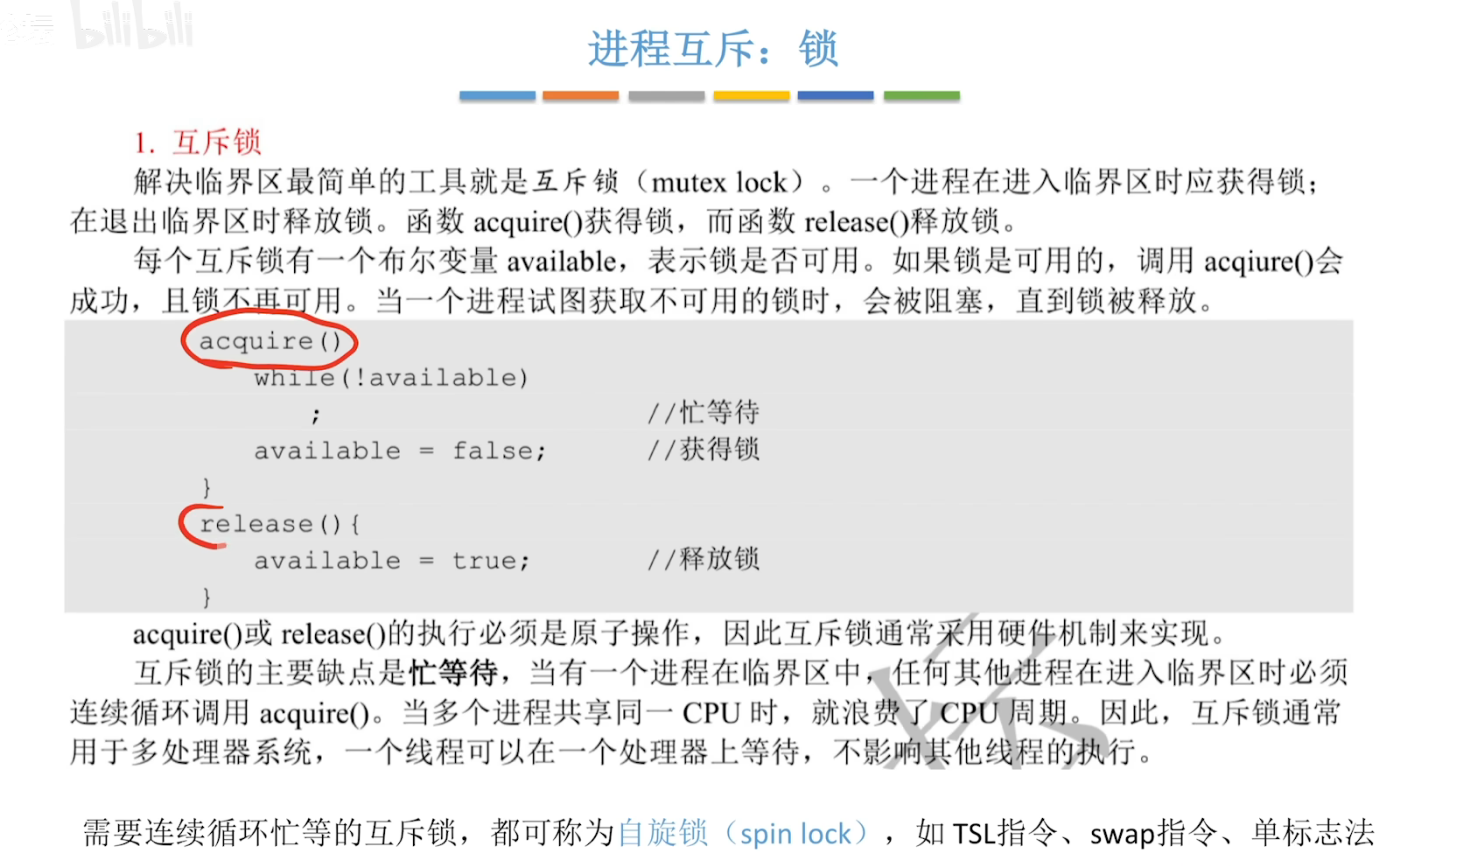 bilibili
进程互斥：锁
1. 互斥锁
解决临界区最简单的工具就是互斥锁（mutex lock）。一个进程在进入临界区时应获得锁；
在退出临界区时释放锁。函数 acquire()获得锁，而函数 release()释放锁。
每个互斥锁有一个布尔变量 available，表示锁是否可用。如果锁是可用的，调用 acqiure()会
成功，且锁不再可用。当一个进程试图获取不可用的锁时，会被阻塞，直到锁被释放。
acquire()
while(!available)
; //忙等待
available = false; //获得锁
}
release(){
available = true; //释放锁
}
acquire()或 release()的执行必须是原子操作，因此互斥锁通常采用硬件机制来实现。
互斥锁的主要缺点是忙等待，当有一个进程在临界区中，任何其他进程在进入临界区时必须
连续循环调用 acquire()。当多个进程共享同一 CPU 时，就浪费了 CPU 周期。因此，互斥锁通常
用于多处理器系统，一个线程可以在一个处理器上等待，不影响其他线程的执行。
需要连续循环忙等的互斥锁，都可称为自旋锁（spin lock），如 TSL指令、swap指令、单标志法